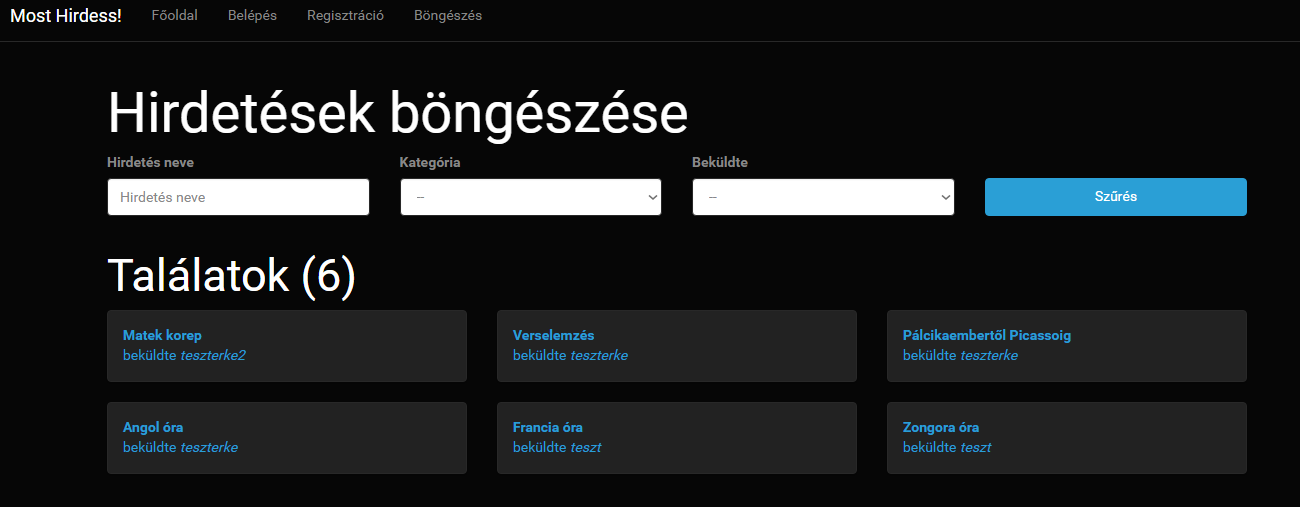 Most Hirdess! Főoldal Belépés Regisztráció Böngészés
Hirdetések böngészése
Hirdetés neve Kategória Beküldte
Hirdetés neve -- -- Szűrés
Találatok (6)
Matek korep
beküldte teszterke2
Verselemzés
beküldte teszterke
Pálcikaembertől Picassoig
beküldte teszterke
Angol óra
beküldte teszterke
Francia óra
beküldte teszt
Zongora óra
beküldte teszt